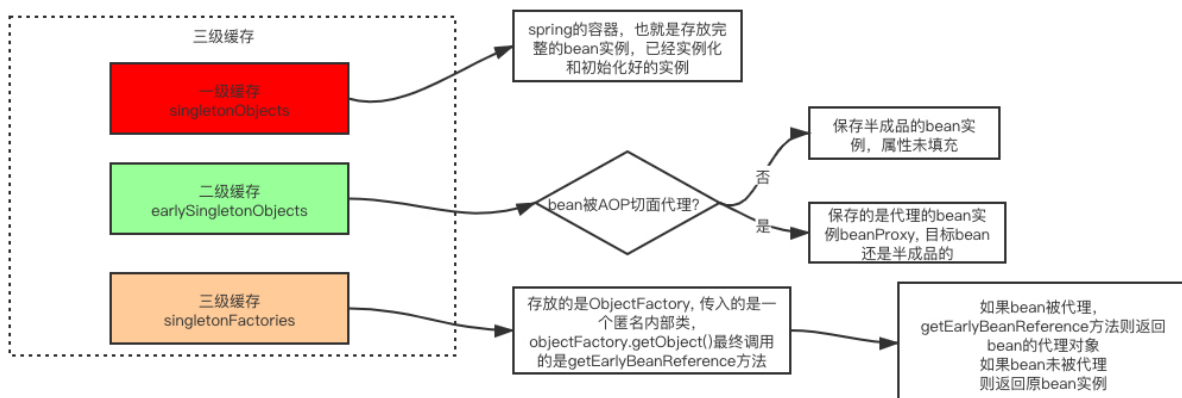 三级缓存
一级缓存
singletonObjects
二级缓存
earlySingletonObjects
三级缓存
singletonFactories
spring的容器，也就是存放完
整的bean实例，已经实例化
和初始化好的实例
bean被AOP切面代理?
否
是
保存半成品的bean实
例，属性未填充
保存的是代理的bean实
例beanProxy, 目标bean
还是半成品的
存放的是ObjectFactory, 传入的是一
个匿名内部类，
objectFactory.getObject()最终调用
的是getEarlyBeanReference方法
如果bean被代理，
getEarlyBeanReference方法则返回
bean的代理对象
如果bean未被代理
则返回原bean实例